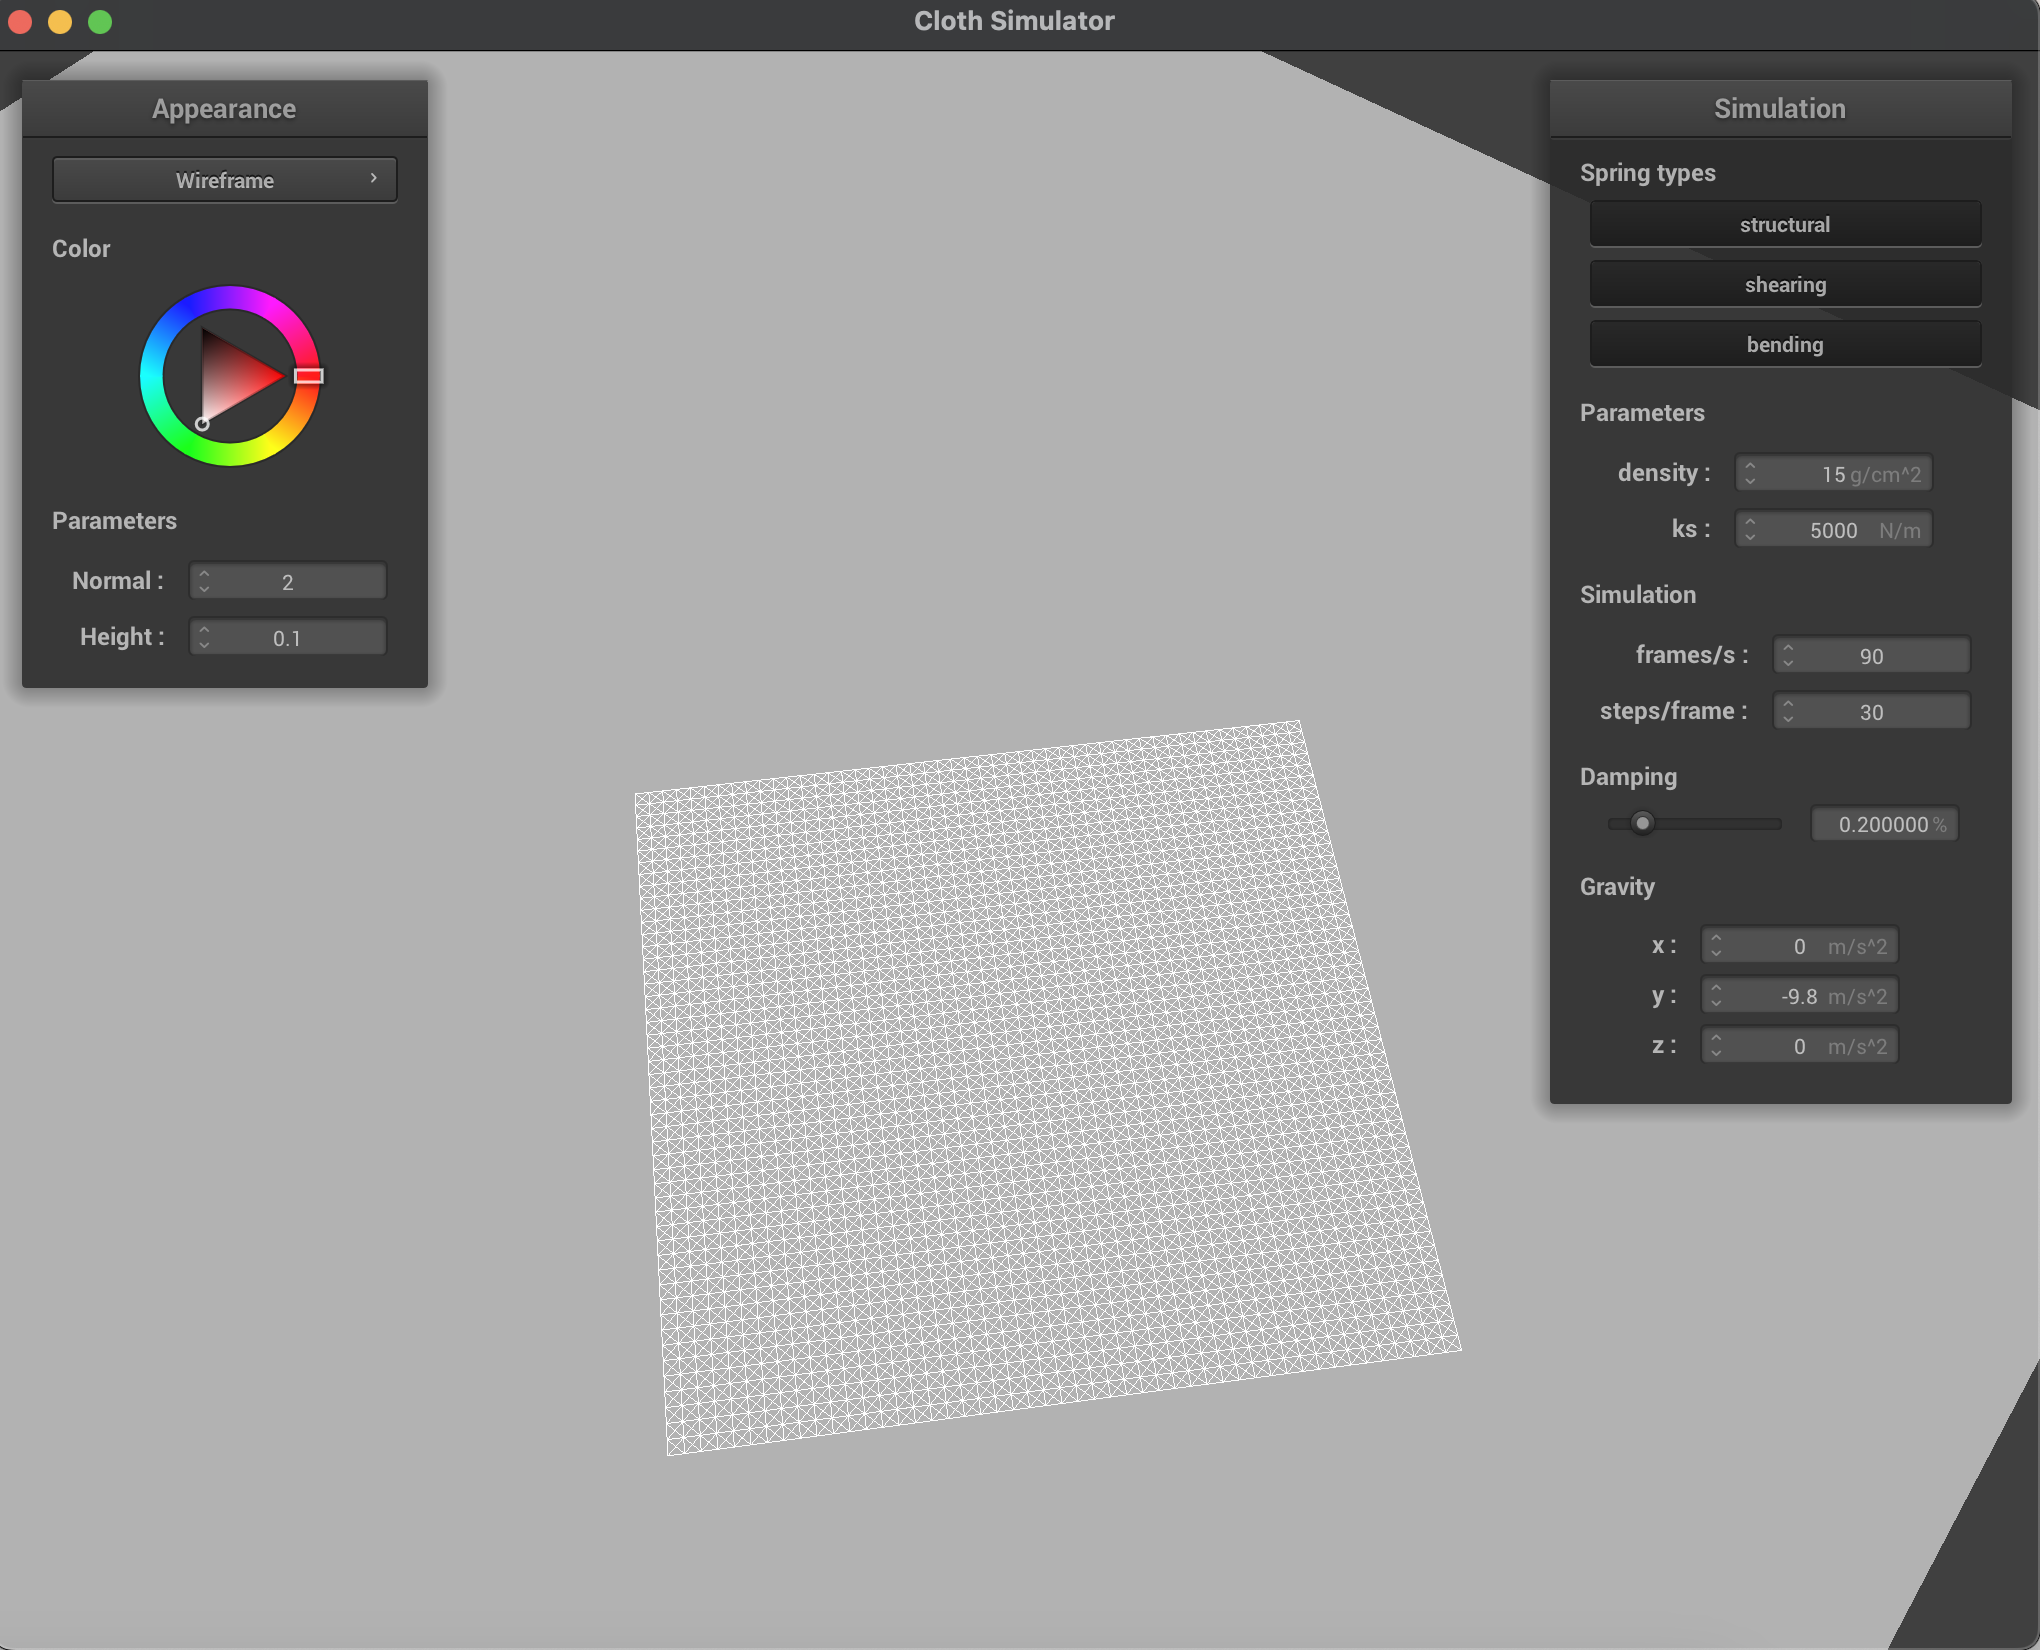 Cloth Simulator
Appearance
Wireframe
Color
Parameters
Normal : 2
Height : 0.1
Simulation
Spring types
structural
shearing
bending
Parameters
density : 15 g/cm^2
ks : 5000 N/m
Simulation
frames/s : 90
steps/frame : 30
Damping
0.200000 %
Gravity
x : 0 m/s^2
y : -9.8 m/s^2
z : 0 m/s^2